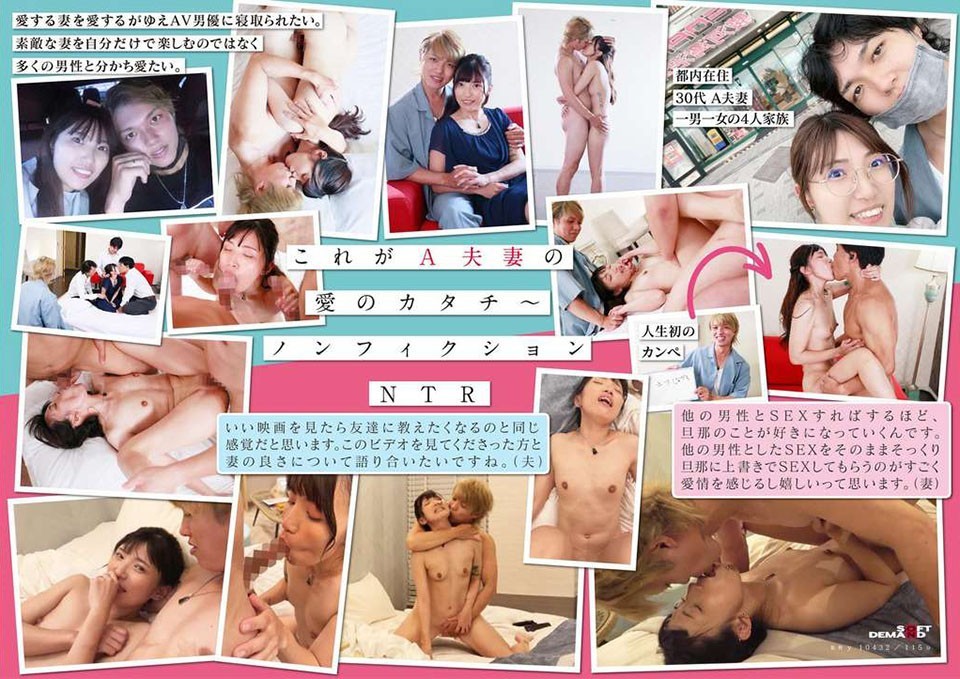 愛する妻を愛するがゆえAV男優に寝取られたい。
素敵な妻を自分だけで楽しむのではなく
多くの男性と分かち愛たい。
都内在住
30代 A夫妻
一男一女の4人家族
これがA夫妻の
愛のカタチ～
ノンフィクション
NTR
人生初の
カンペ
いい映画を見たら友達に教えたくなるのと同じ
感覚だと思います。このビデオを見てくださった方と
妻の良さについて語り合いたいですね。(夫)
他の男性とSEXすればするほど、
旦那のことが好きになっていくんです。
他の男性としたSEXをそのままそっくり
旦那に上書きでSEXしてもらうのがすごく
愛情を感じるし嬉しいって思います。(妻)
SOFT
DEMAND